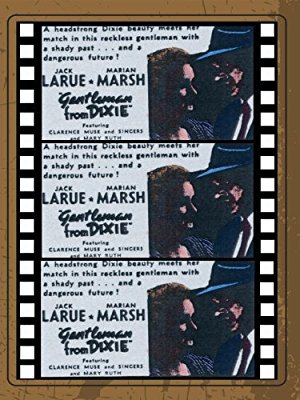 A headstrong Dixie beauty meets her
match in this reckless gentleman with
a shady past . . . and a
dangerous future !
JACK MARIAN
LARUE ★ MARSH
"Gentleman
from DIXIE"
Featuring
CLARENCE MUSE AND SINGERS
and MARY RUTH
A headstrong Dixie beauty meets her
match in this reckless gentleman with
a shady past . . . and a
dangerous future !
JACK MARIAN
LARUE ★ MARSH
"Gentleman
from DIXIE"
Featuring
CLARENCE MUSE AND SINGERS
and MARY RUTH
A headstrong Dixie beauty meets her
match in this reckless gentleman with
a shady past . . . and a
dangerous future !
JACK MARIAN
LARUE ★ MARSH
"Gentleman
from DIXIE"
Featuring
CLARENCE MUSE AND SINGERS
and MARY RUTH